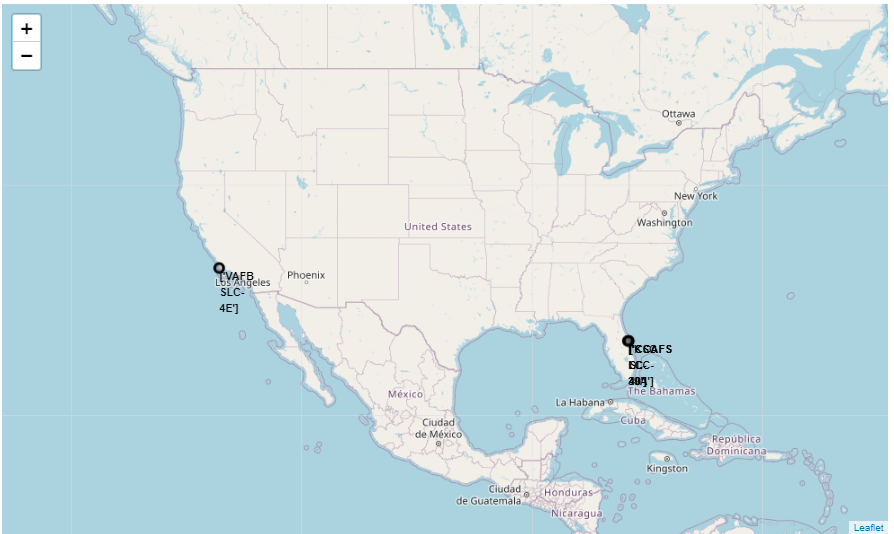 +
−
Ottawa
New York
Washington
United States
['VAFB
SLC-
4E']
Los Angeles
Phoenix
The Bahamas
La Habana
México
Cuba
Ciudad
de México
República
Dominicana
Kingston
Ciudad
de Guatemala
Honduras
Nicaragua
Leaflet